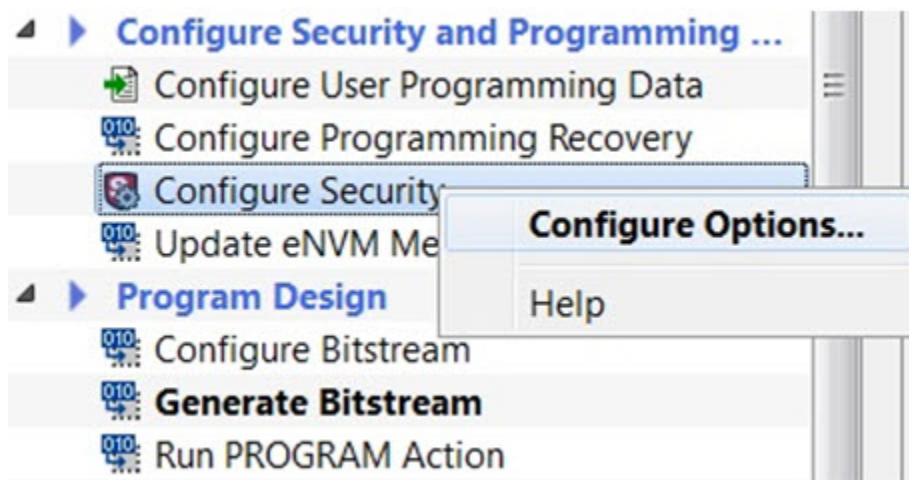 Configure Security and Programming ...
Configure User Programming Data
Configure Programming Recovery
Configure Security
Configure Options...
Update eNVM Me
Program Design
Help
Configure Bitstream
Generate Bitstream
Run PROGRAM Action